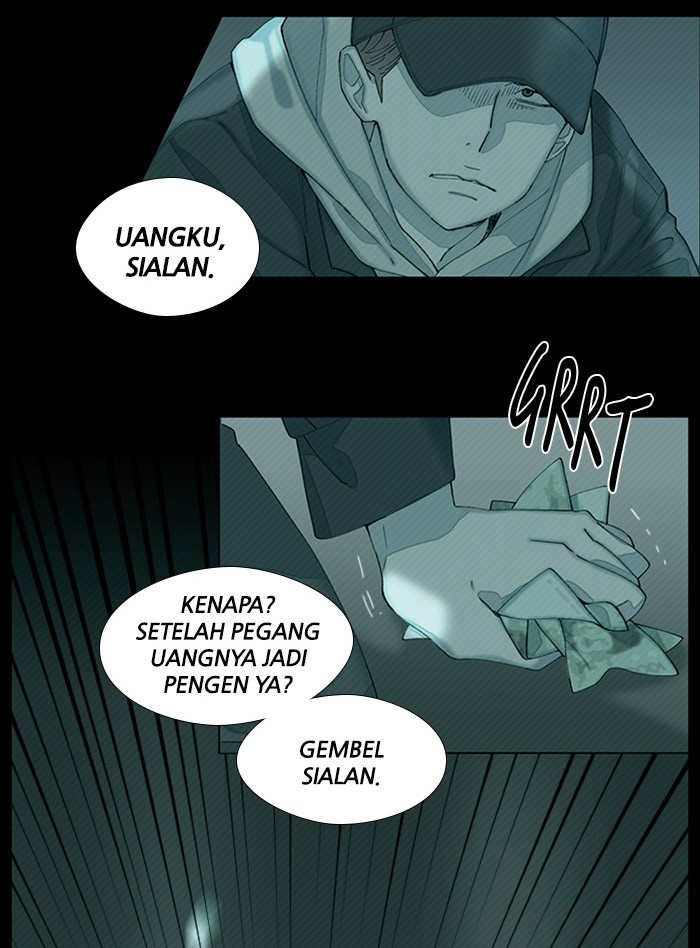 UANGKU,
SIALAN.
GRRT
KENAPA?
SETELAH PEGANG
UANGNYA JADI
PENGEN YA?
GEMBEL
SIALAN.